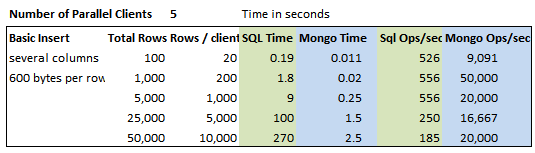 Number of Parallel Clients 5 Time in seconds
Basic Insert Total Rows Rows / client SQL Time Mongo Time Sql Ops/sec Mongo Ops/sec
several columns 100 20 0.19 0.011 526 9,091
600 bytes per row 1,000 200 1.8 0.02 556 50,000
5,000 1,000 9 0.25 556 20,000
25,000 5,000 100 1.5 250 16,667
50,000 10,000 270 2.5 185 20,000